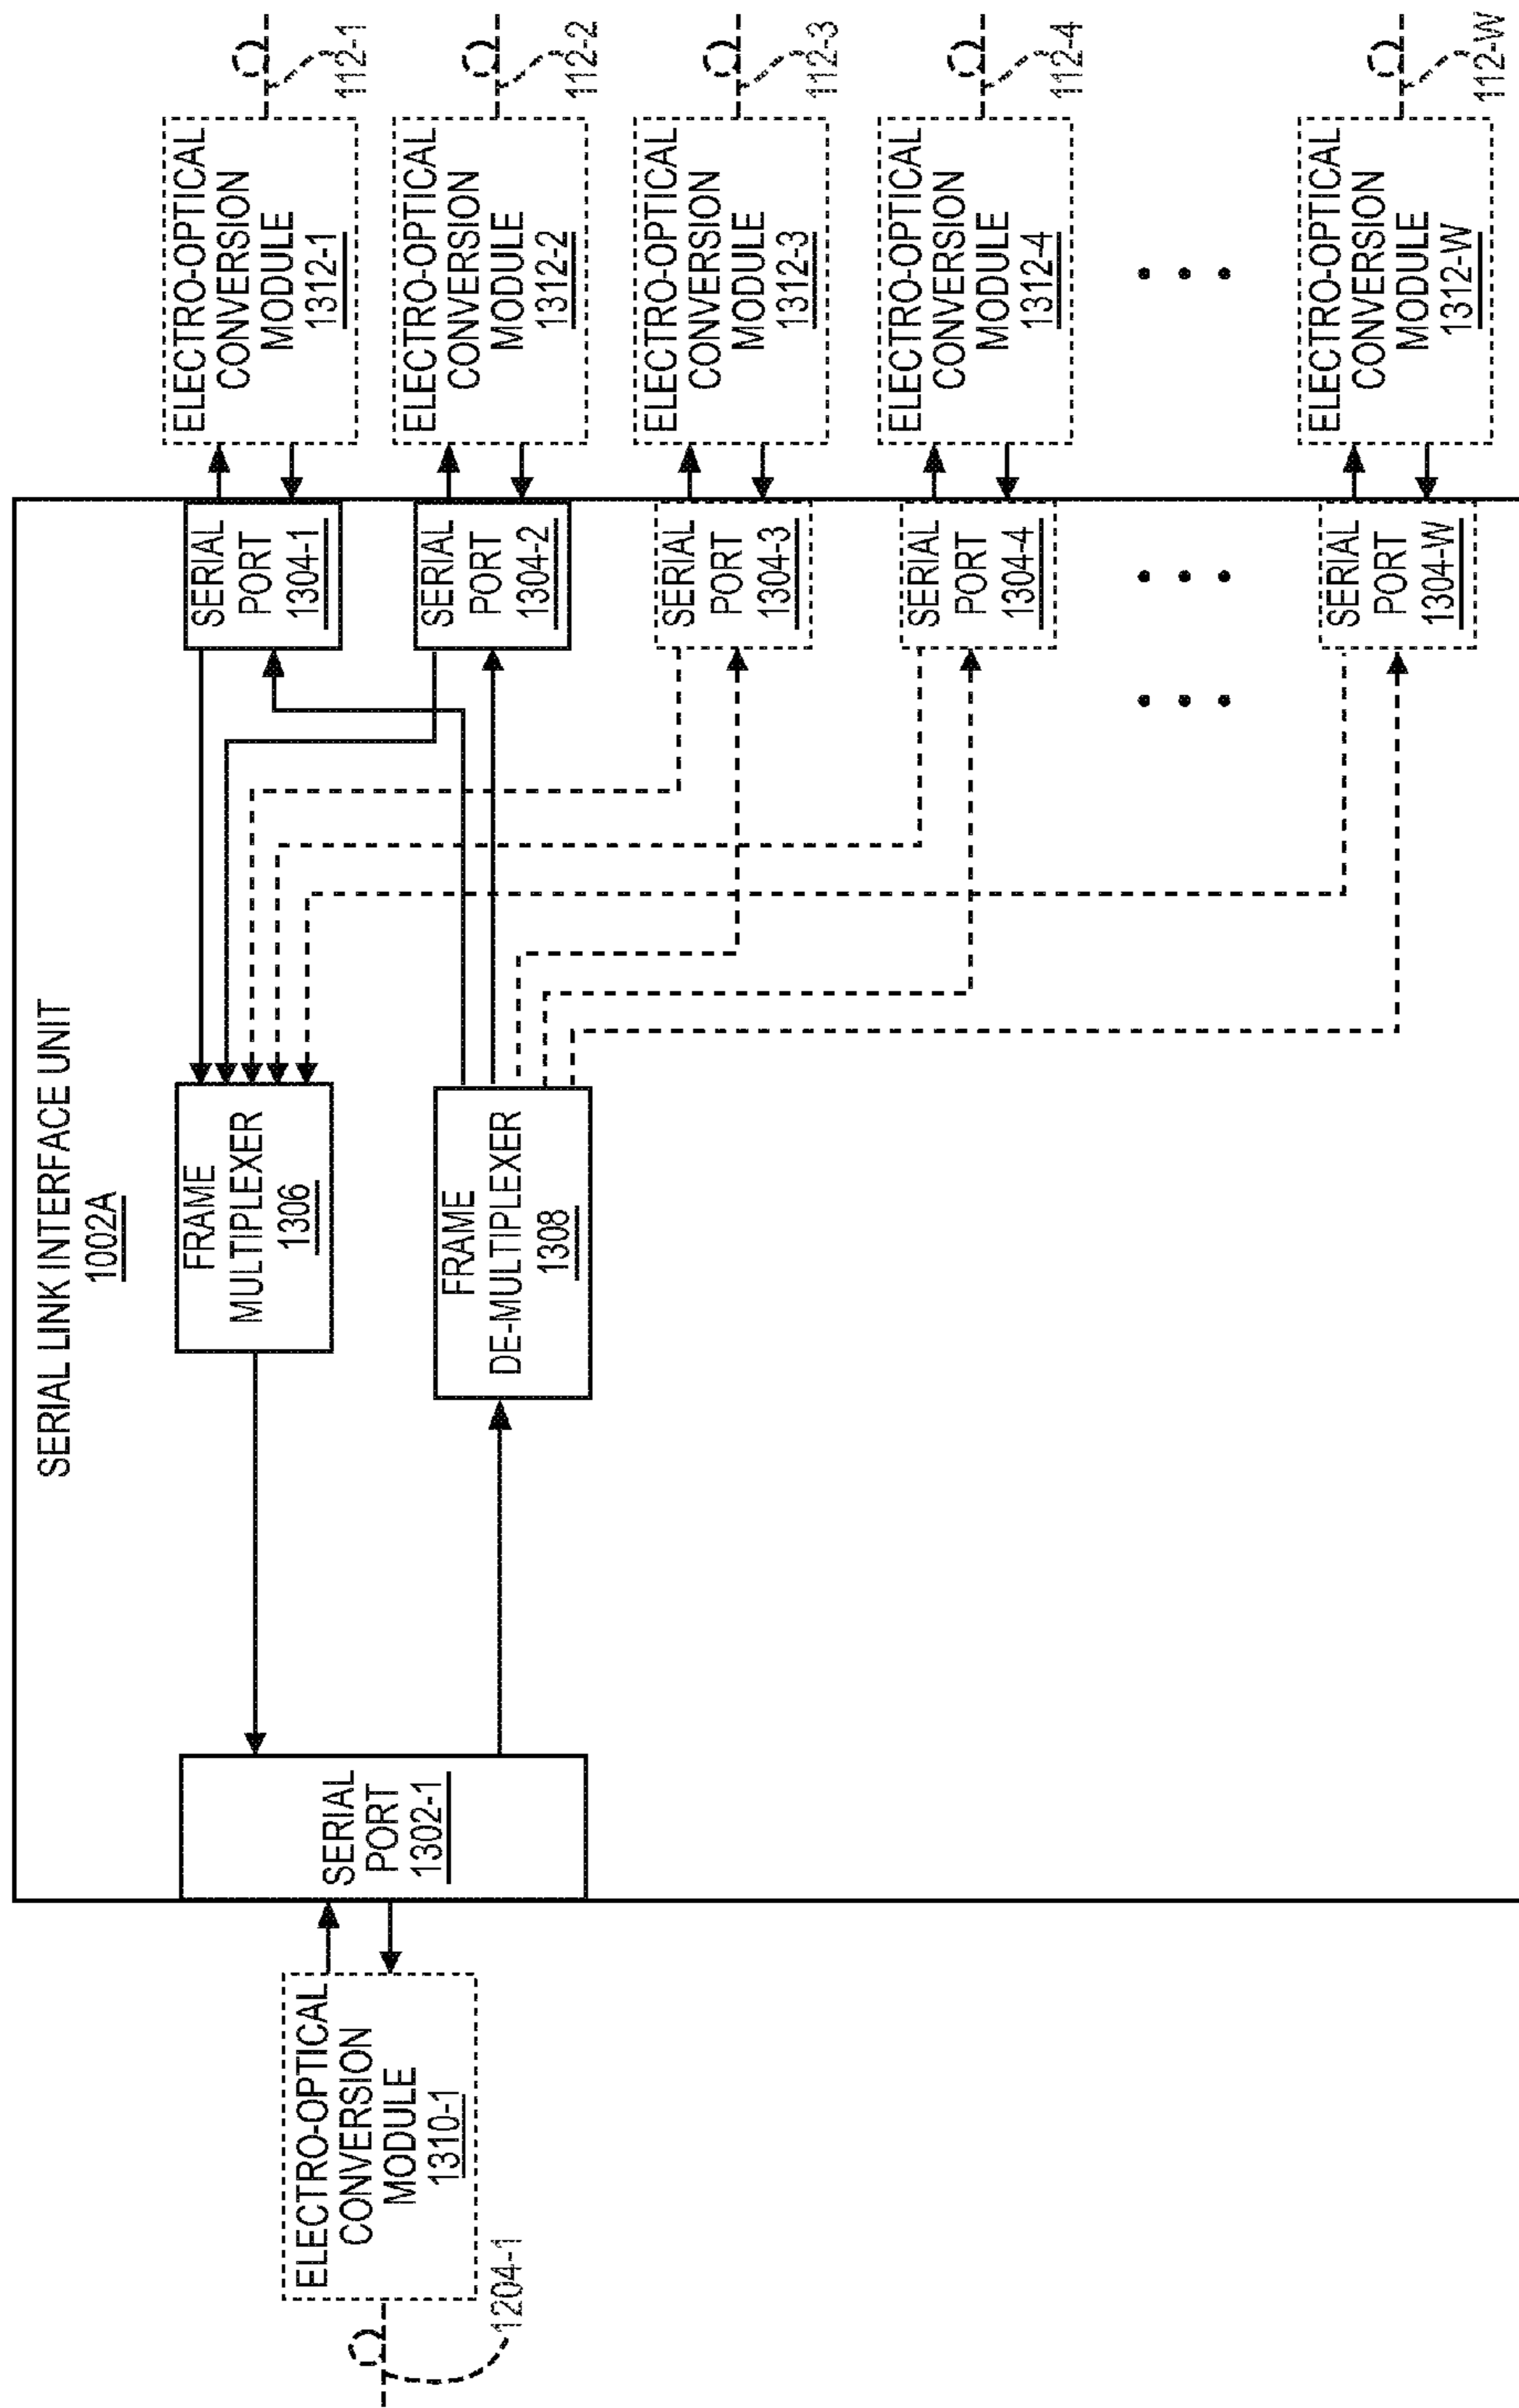 SERIAL LINK INTERFACE UNIT
1002A
1204-1
ELECTRO-OPTICAL
CONVERSION
MODULE
1310-1
SERIAL
PORT
1302-1
FRAME
MULTIPLEXER
1306
FRAME
DE-MULTIPLEXER
1308
SERIAL
PORT
1304-1
SERIAL
PORT
1304-2
SERIAL
PORT
1304-3
SERIAL
PORT
1304-4
SERIAL
PORT
1304-W
ELECTRO-OPTICAL
CONVERSION
MODULE
1312-1
ELECTRO-OPTICAL
CONVERSION
MODULE
1312-2
ELECTRO-OPTICAL
CONVERSION
MODULE
1312-3
ELECTRO-OPTICAL
CONVERSION
MODULE
1312-4
ELECTRO-OPTICAL
CONVERSION
MODULE
1312-W
112-1
112-2
112-3
112-4
112-W